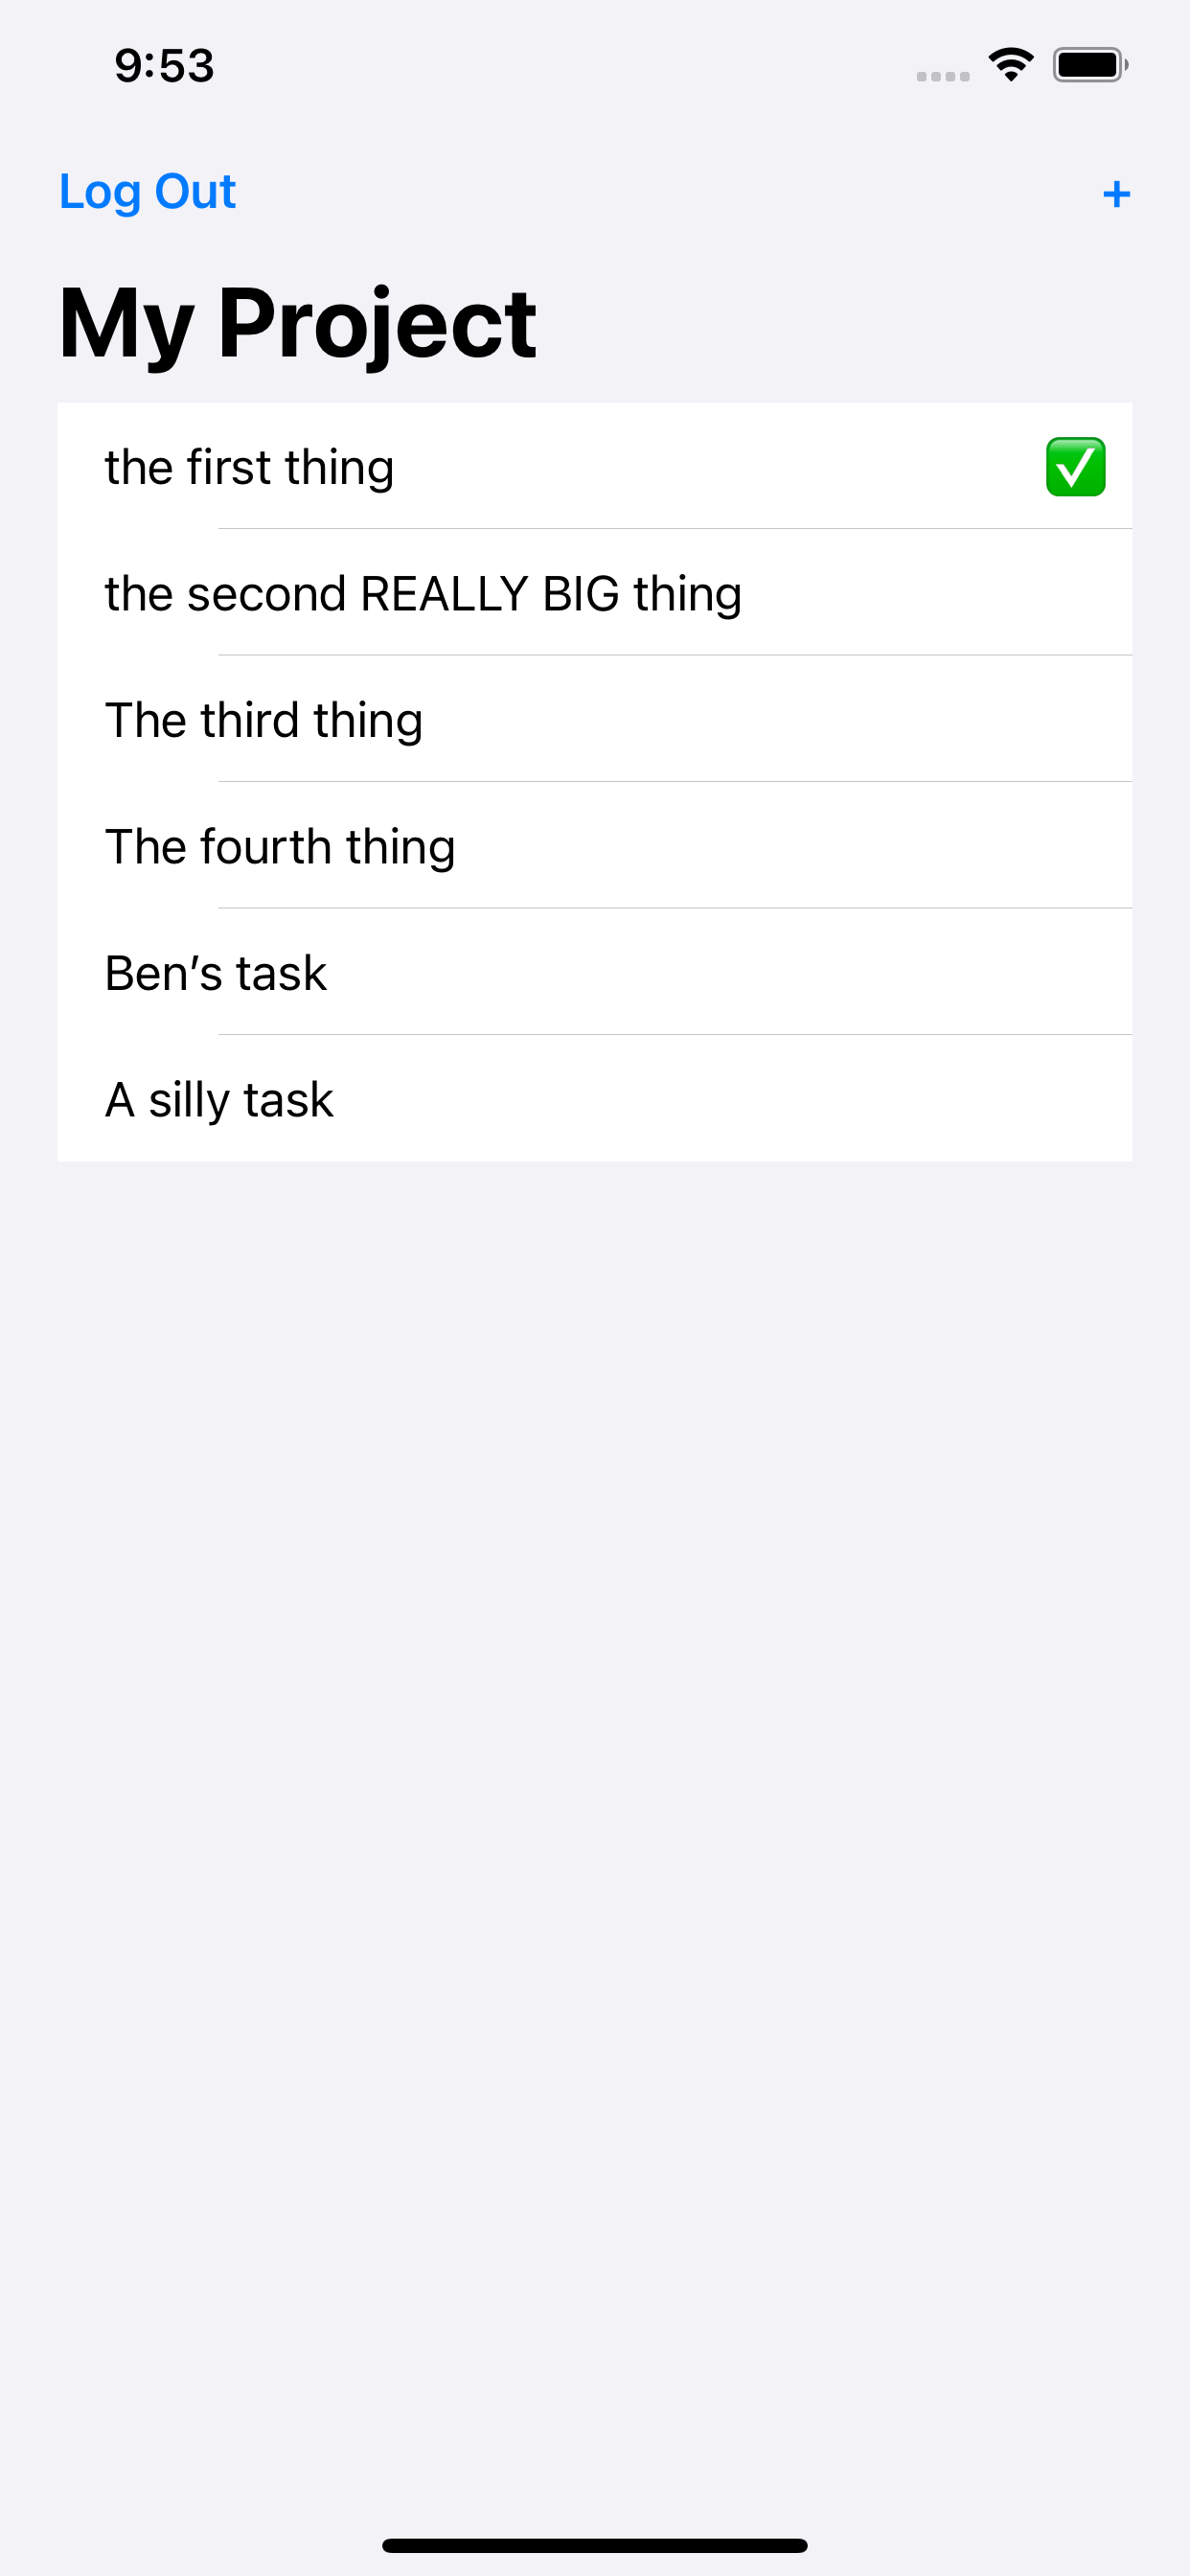 9:53
Log Out +
My Project
the first thing ✅
the second REALLY BIG thing
The third thing
The fourth thing
Ben’s task
A silly task